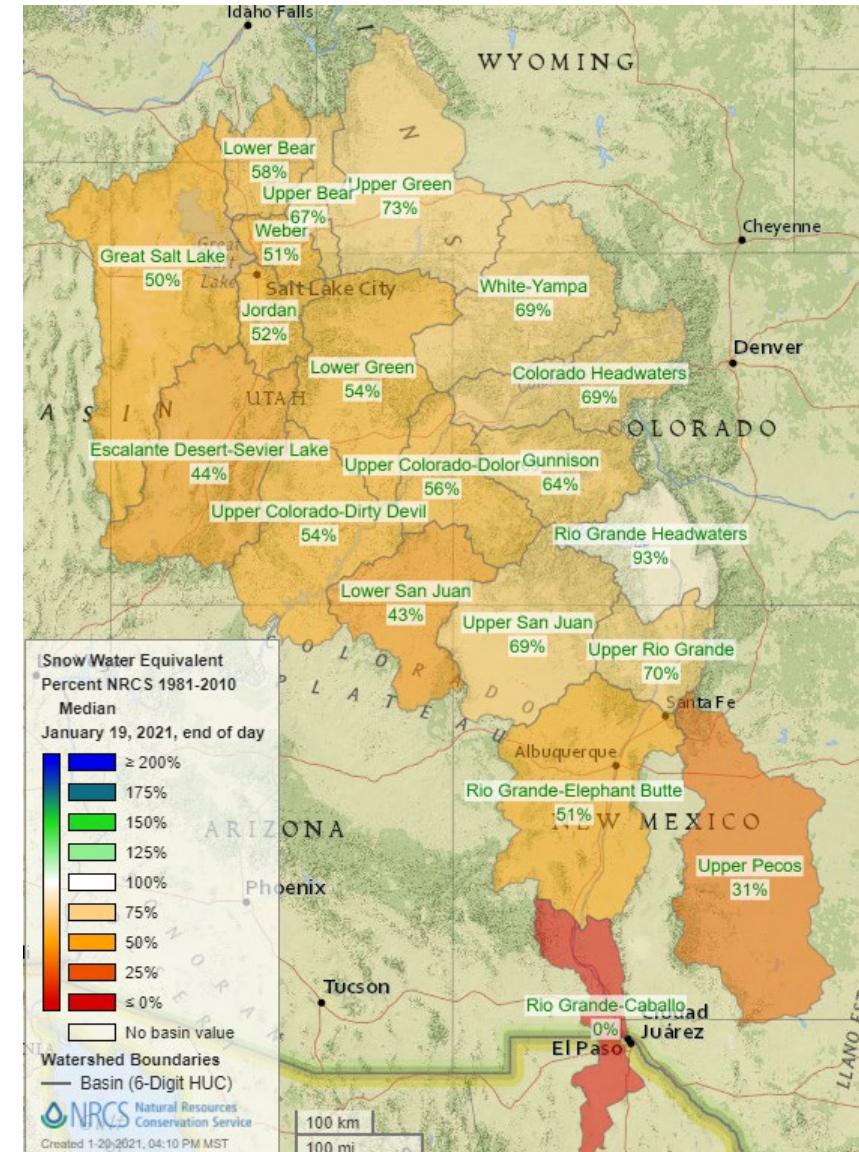 Idaho Falls
WYOMING
Lower Bear
58%
Upper Bear
67%
Upper Green
73%
Weber
51%
Cheyenne
Great Salt Lake
50%
Great
Lake
Salt Lake City
White-Yampa
69%
Jordan
52%
Denver
Lower Green
54%
Colorado Headwaters
69%
UTAH
A S I N
N
S
COLORADO
Escalante Desert-Sevier Lake
44%
Upper Colorado-Dolor
56%
Gunnison
64%
Upper Colorado-Dirty Devil
54%
Rio Grande Headwaters
93%
Lower San Juan
43%
Upper San Juan
69%
Upper Rio Grande
70%
COLORADO
PLATEAU
Santa Fe
Albuquerque
Rio Grande-Elephant Butte
51%
NEW MEXICO
Upper Pecos
31%
ARIZONA
Phoenix
Tucson
Rio Grande-Caballo
0%
Ciudad
Juárez
El Paso
LLANO EST
Snow Water Equivalent
Percent NRCS 1981-2010
Median
January 19, 2021, end of day
≥ 200%
175%
150%
125%
100%
75%
50%
25%
≤ 0%
No basin value
Watershed Boundaries
Basin (6-Digit HUC)
NRCS Natural Resources
Conservation Service
Created 1-20-2021, 04:10 PM MST
100 km
100 mi